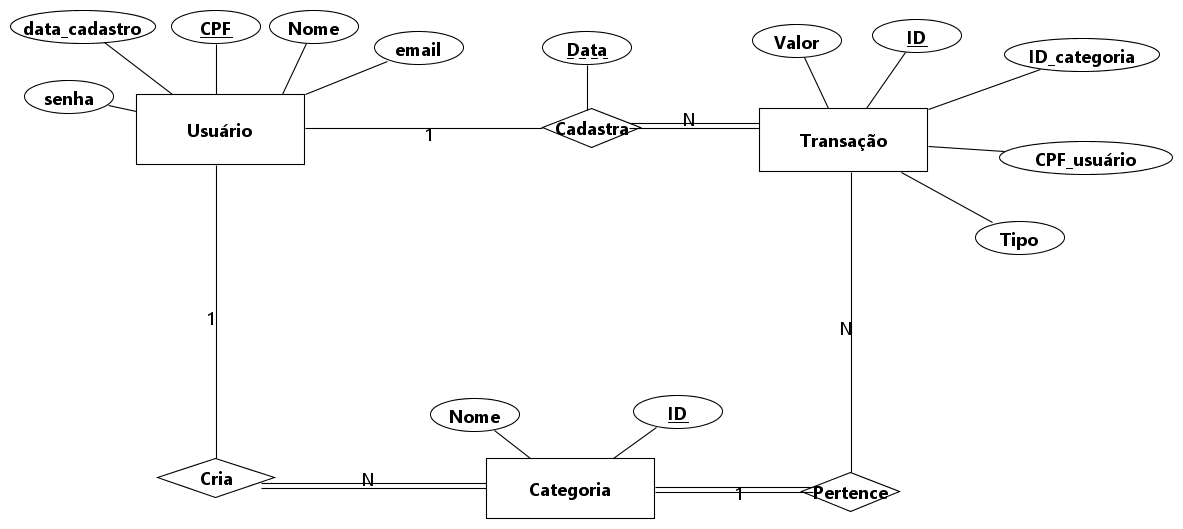 data_cadastro
CPF
Nome
email
senha
Usuário
Data
Cadastra
1
N
Valor
ID
ID_categoria
CPF_usuário
Tipo
Transação
1
N
Nome
ID
Cria
N
Categoria
1
Pertence